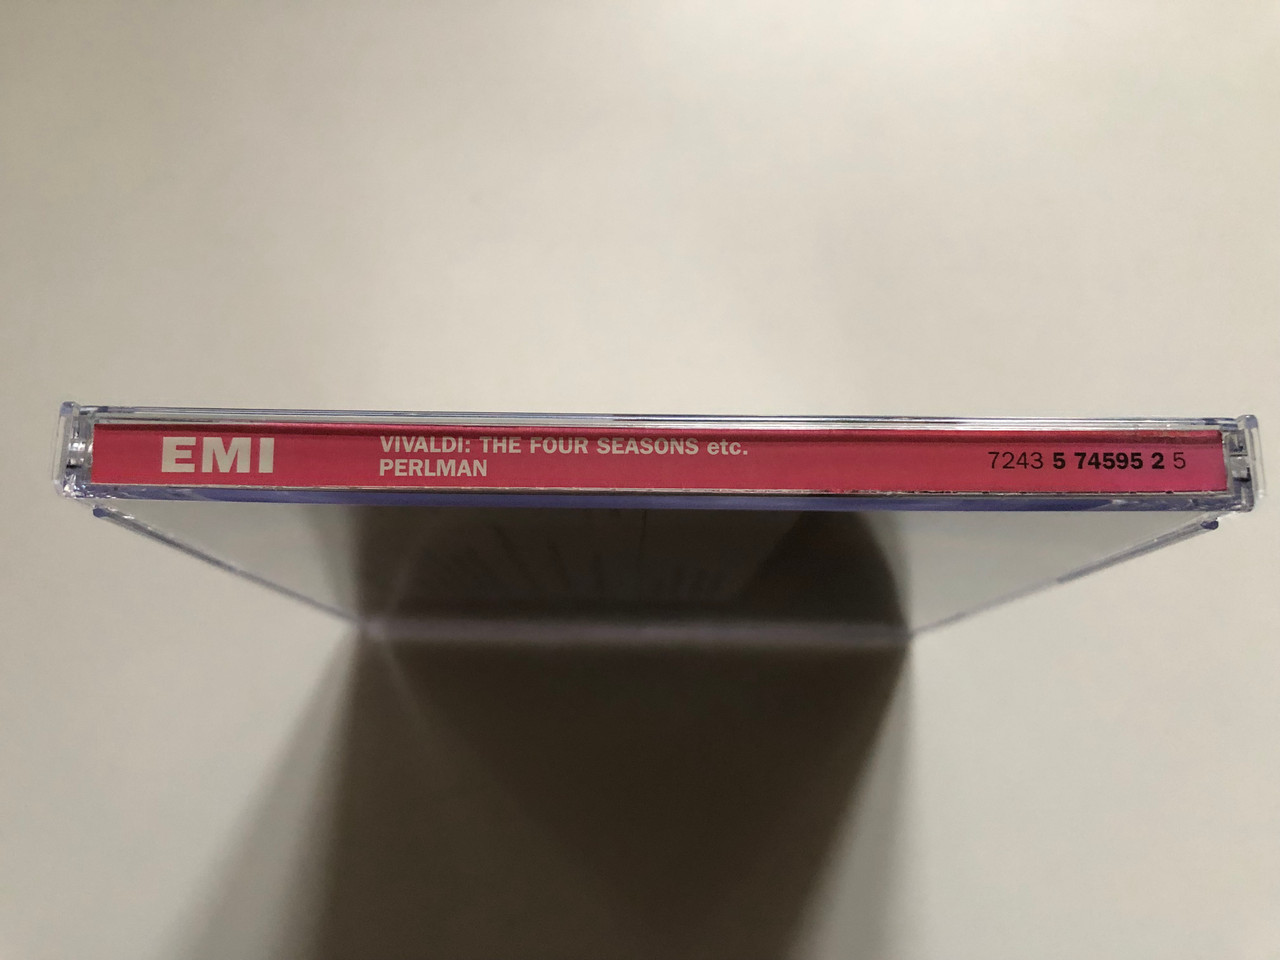 EMI
VIVALDI: THE FOUR SEASONS etc.
PERLMAN
7243 5 74595 2 5